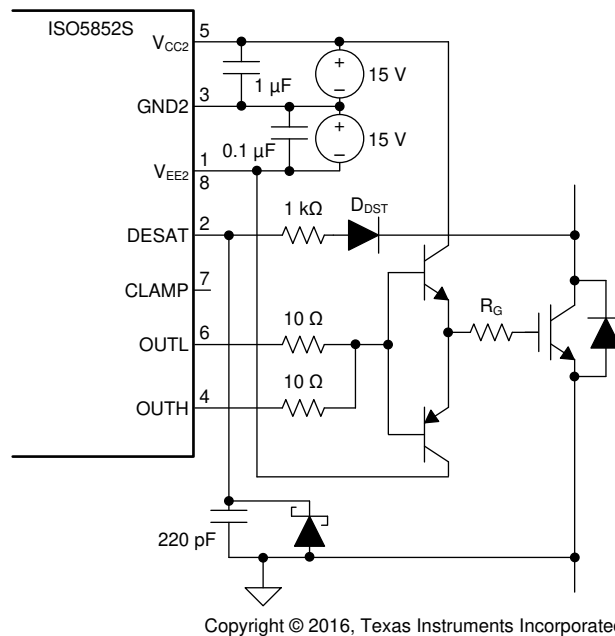 ISO5852S
VCC2 5
15 V
1 µF
GND2 3
15 V
0.1 µF
VEE2 1
8
1 kΩ DDST
DESAT 2
CLAMP 7
RG
10 Ω
OUTL 6
10 Ω
OUTH 4
220 pF
Copyright © 2016, Texas Instruments Incorporated